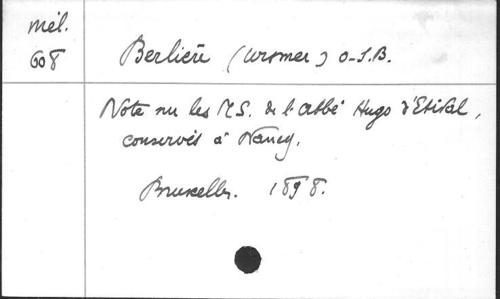 Mél.
608
Berlière (Ursmer) O.S.B.
Note sur les MS. de l'abbé Hugo d'Etival,
conservés à Nancy.
Bruxelles. 1898.